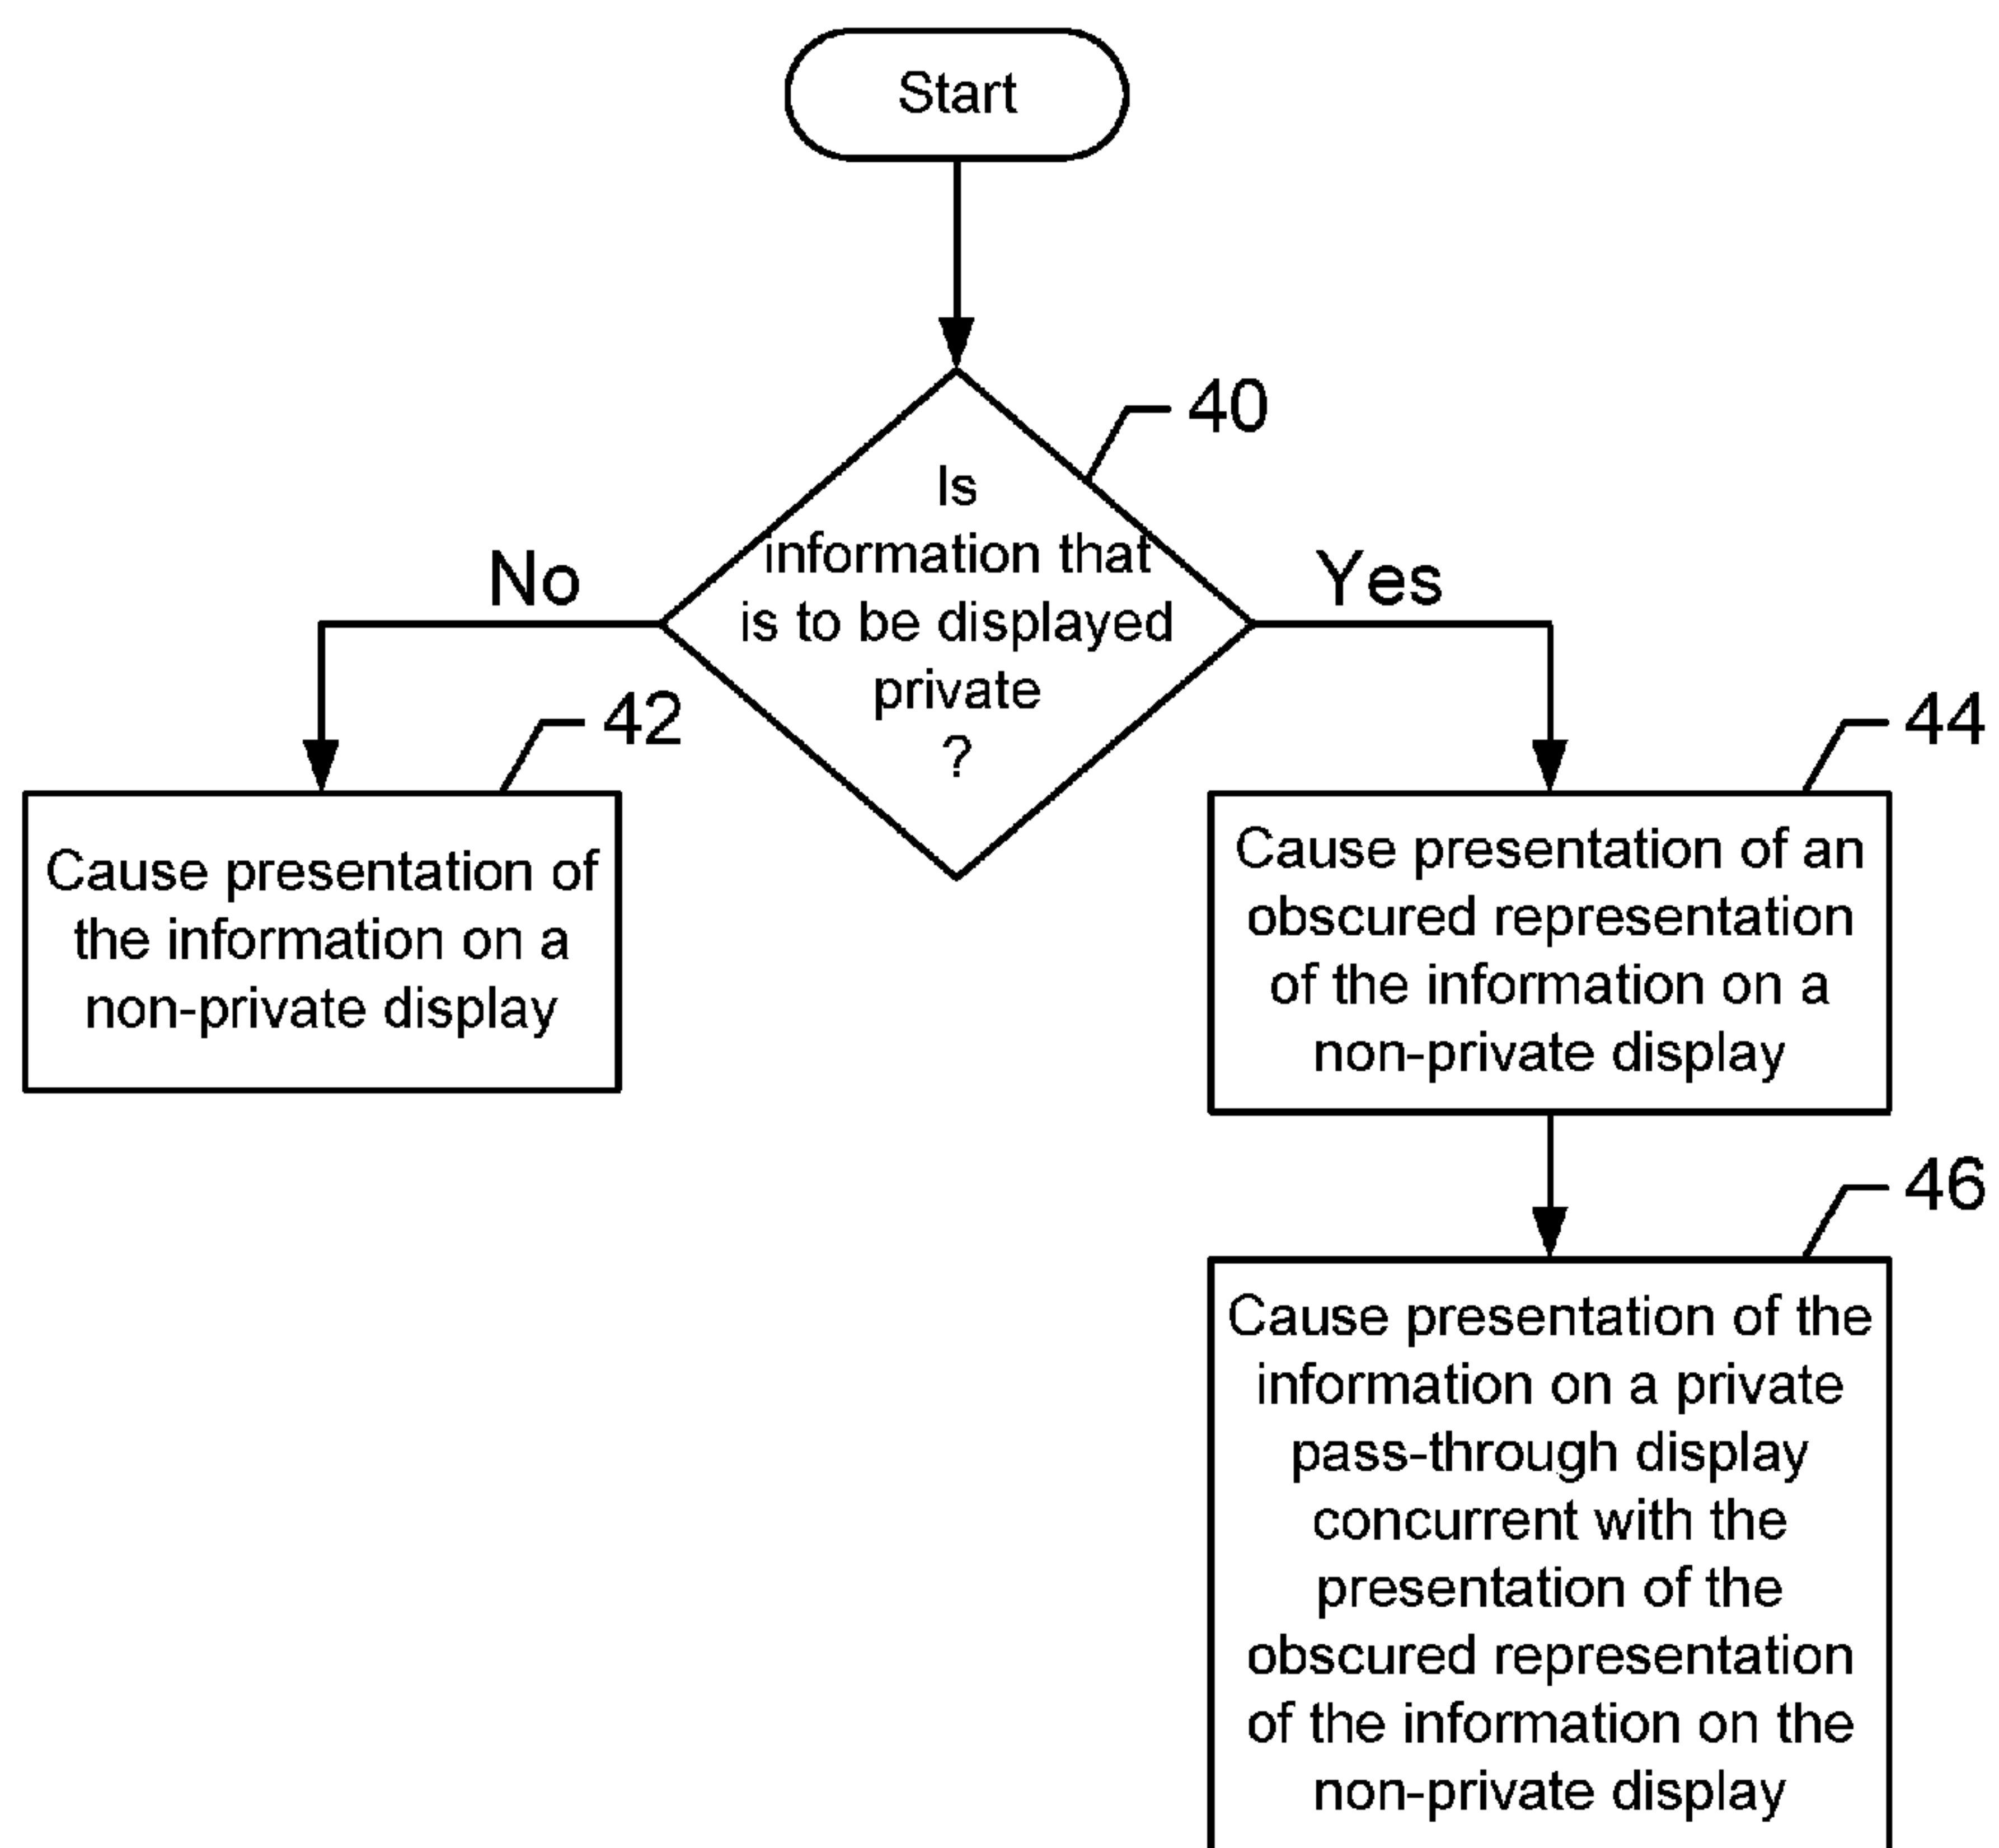 Start
40
Is
information that
is to be displayed
private
?
No
Yes
42
Cause presentation of
the information on a
non-private display
44
Cause presentation of an
obscured representation
of the information on a
non-private display
46
Cause presentation of the
information on a private
pass-through display
concurrent with the
presentation of the
obscured representation
of the information on the
non-private display